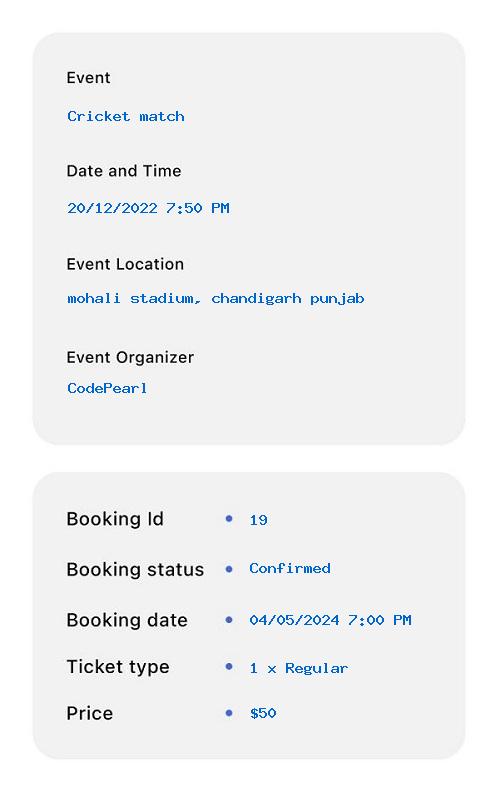 Event
Cricket match
Date and Time
20/12/2022 7:50 PM
Event Location
mohali stadium, chandigarh punjab
Event Organizer
CodePearl
Booking Id • 19
Booking status • Confirmed
Booking date • 04/05/2024 7:00 PM
Ticket type • 1 x Regular
Price • $50